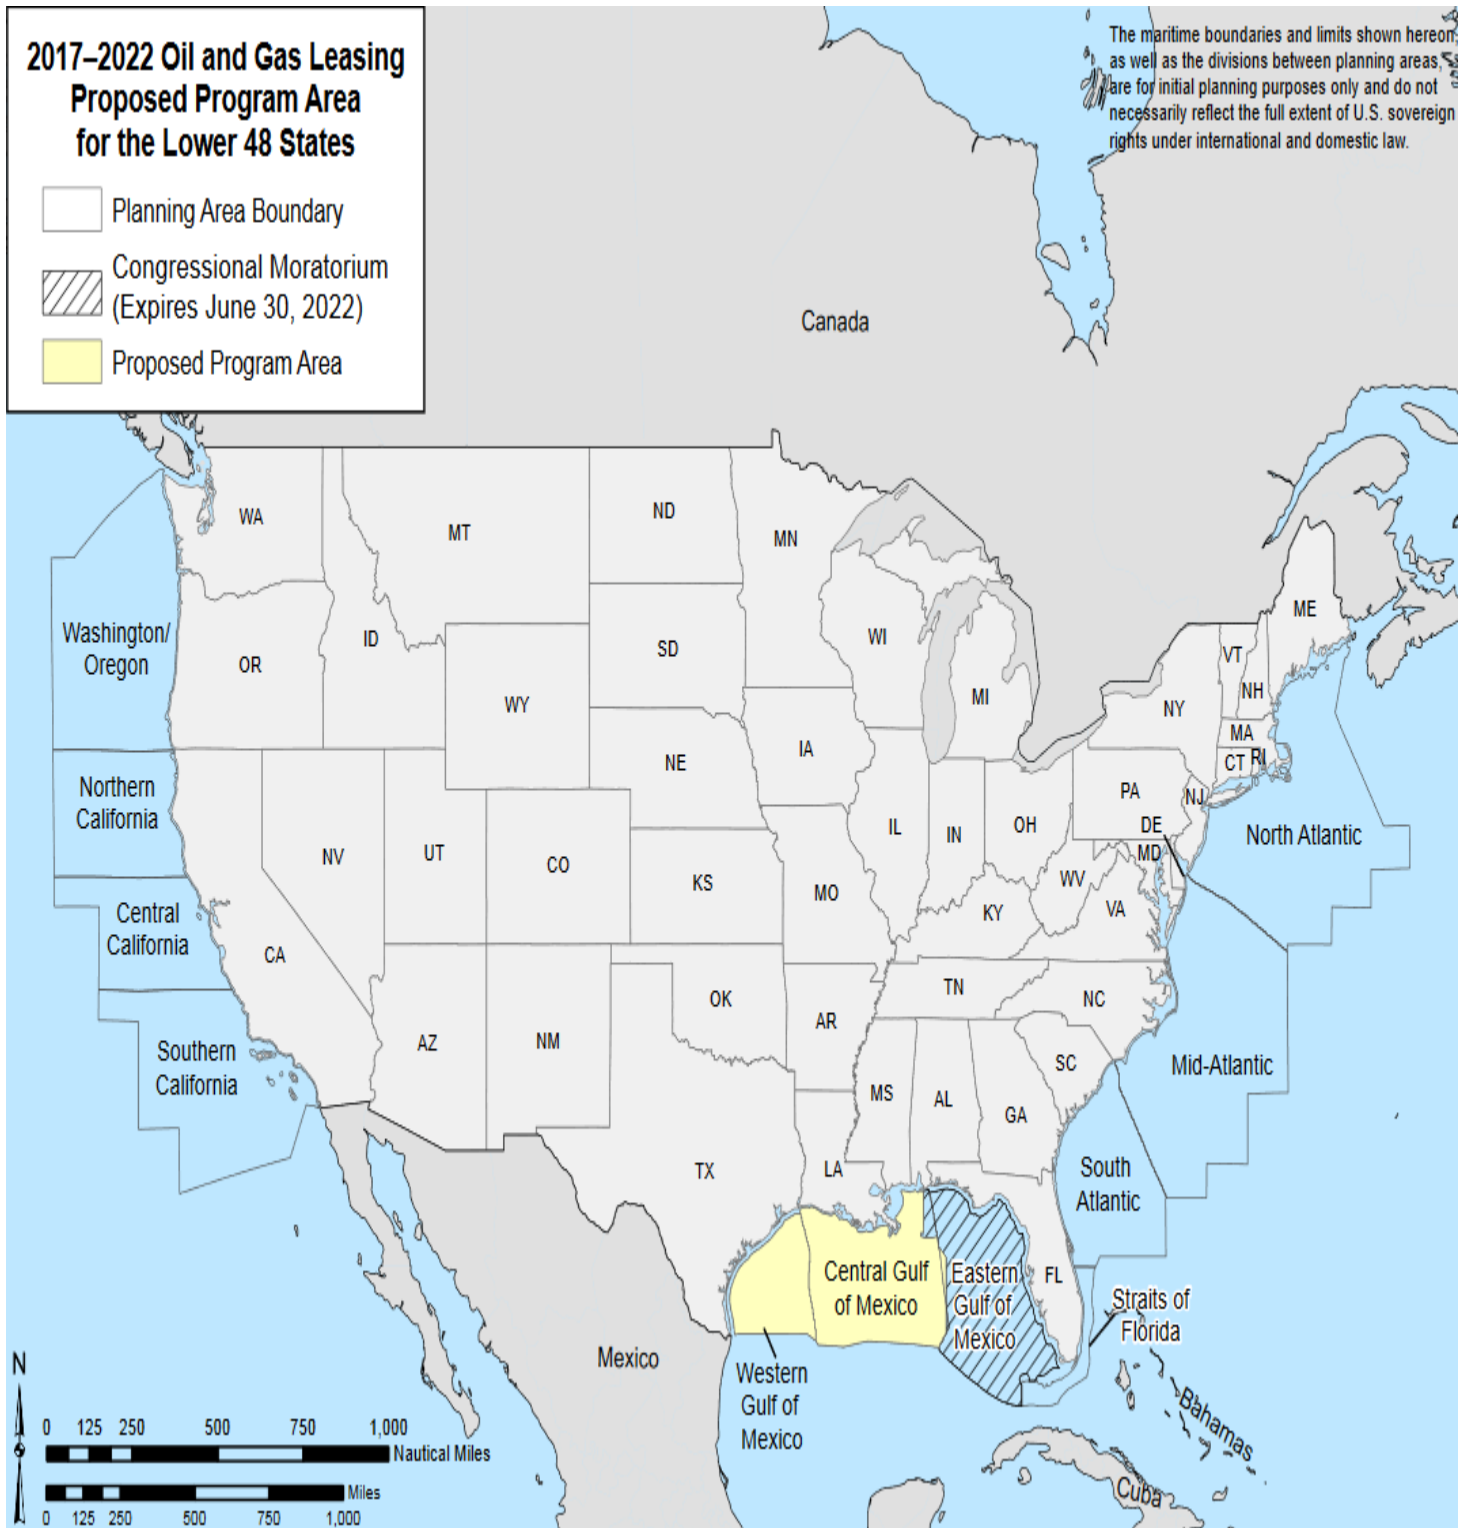 2017–2022 Oil and Gas Leasing
Proposed Program Area
for the Lower 48 States
Planning Area Boundary
Congressional Moratorium
(Expires June 30, 2022)
Proposed Program Area
The maritime boundaries and limits shown hereon,
as well as the divisions between planning areas,
are for initial planning purposes only and do not
necessarily reflect the full extent of U.S. sovereign
rights under international and domestic law.
Canada
WA
MT
ND
MN
ME
Washington/
Oregon
OR
ID
SD
WI
VT
NH
WY
MI
NY
MA
CT
RI
IA
NE
Northern
California
PA
NJ
DE
MD
North Atlantic
NV
UT
CO
KS
MO
IL
IN
OH
WV
VA
KY
Central
California
CA
OK
TN
NC
AR
AZ
NM
Southern
California
SC
Mid-Atlantic
MS
AL
GA
TX
LA
South
Atlantic
FL
Central Gulf
of Mexico
Eastern
Gulf of
Mexico
Straits of
Florida
Mexico
Western
Gulf of
Mexico
Bahamas
Cuba
N
0 125 250 500 750 1,000
Nautical Miles
Miles
0 125 250 500 750 1,000